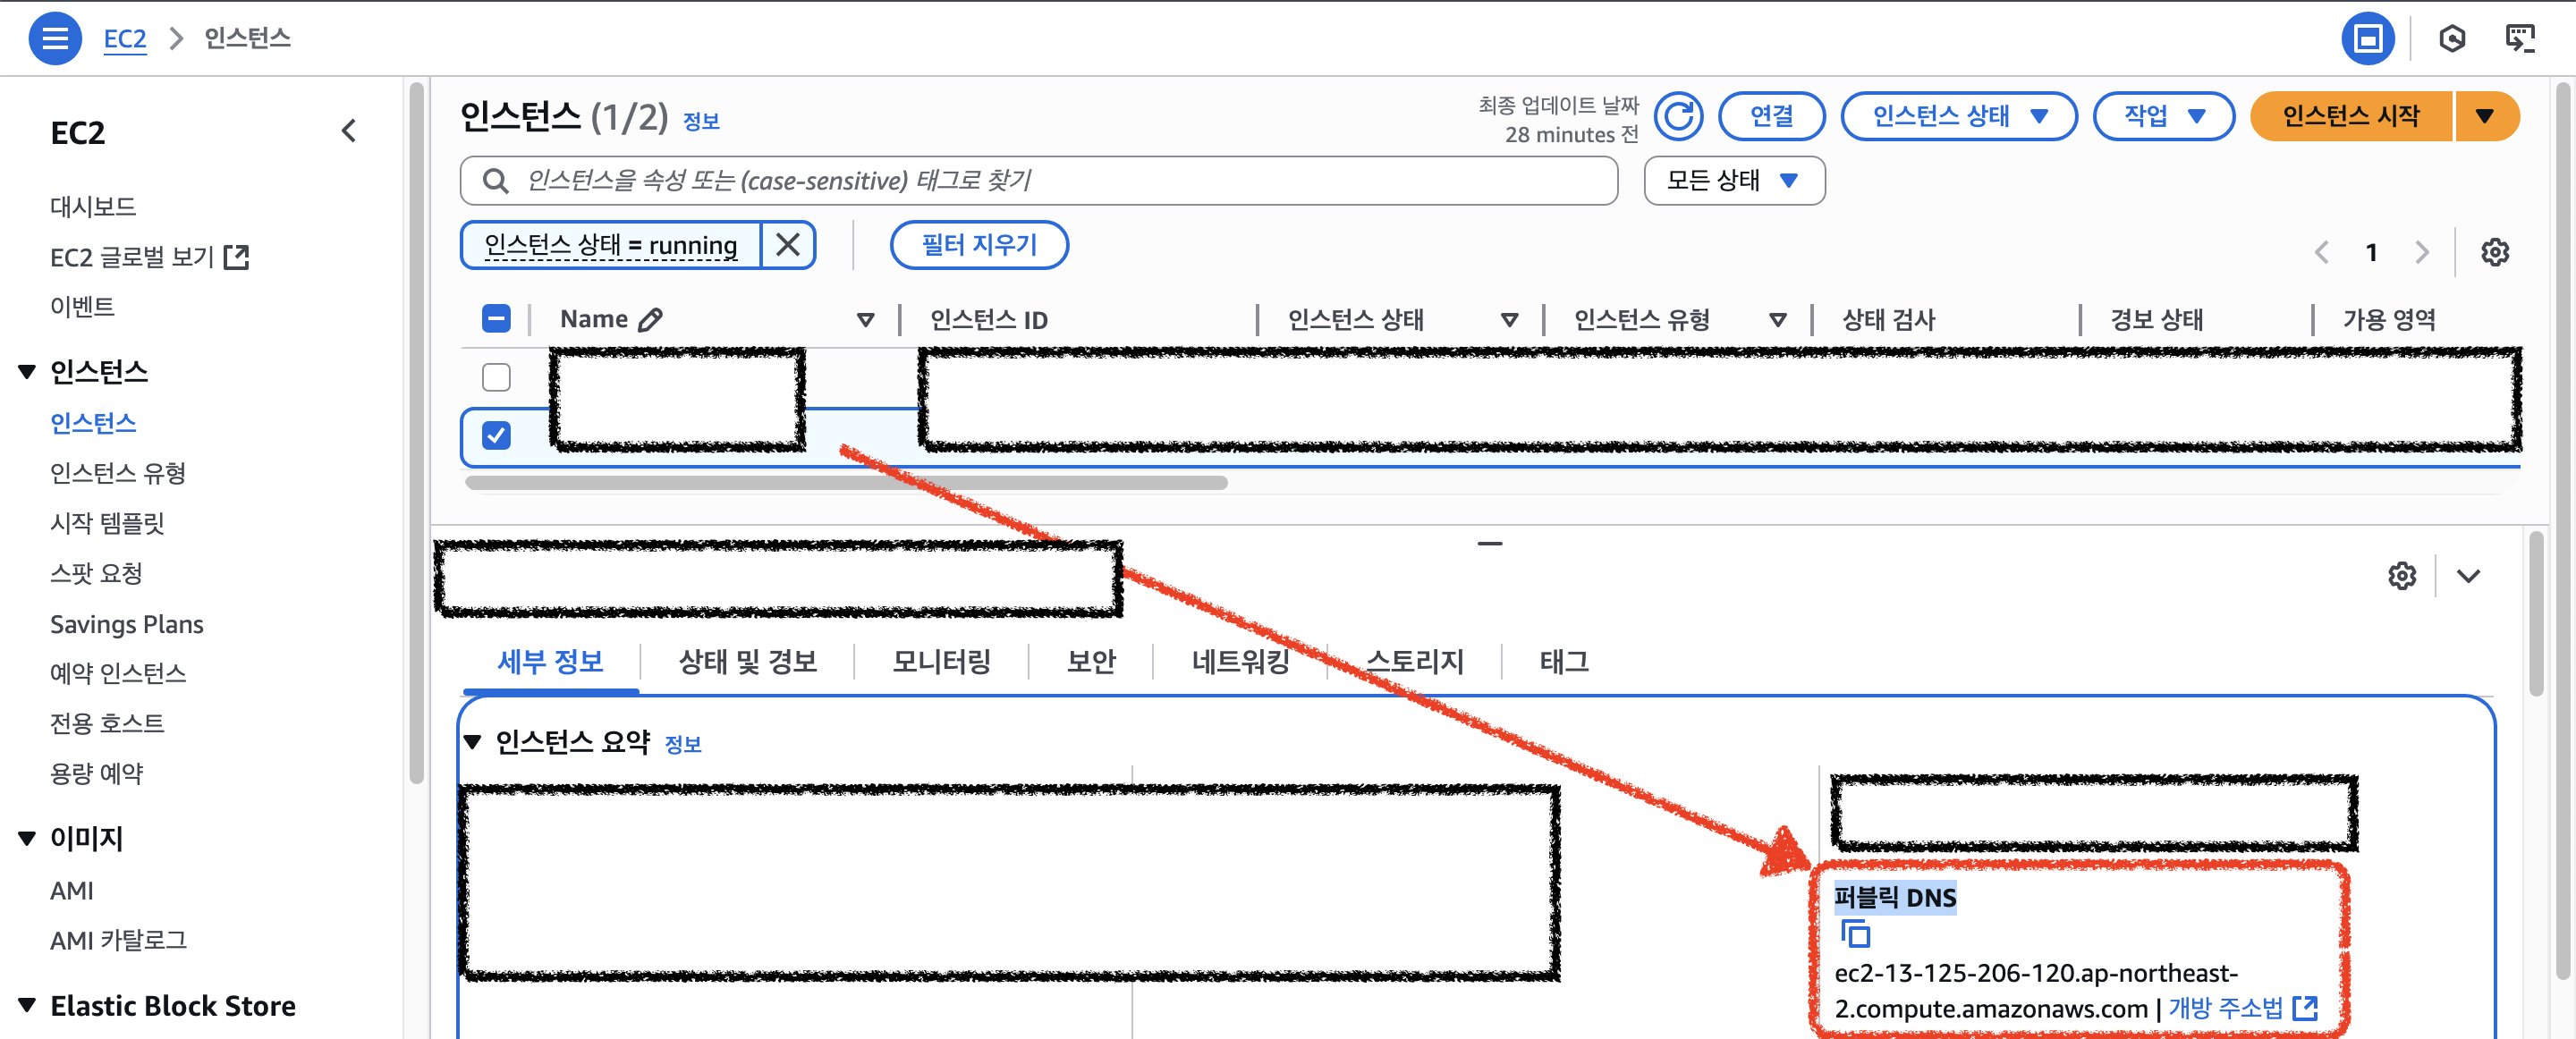 EC2 > 인스턴스
EC2
대시보드
EC2 글로벌 보기
이벤트
인스턴스
인스턴스
인스턴스 유형
시작 템플릿
스팟 요청
Savings Plans
예약 인스턴스
전용 호스트
용량 예약
이미지
AMI
AMI 카탈로그
Elastic Block Store
인스턴스 (1/2) 정보
최종 업데이트 날짜
28 minutes 전
연결
인스턴스 상태
작업
인스턴스 시작
인스턴스을 속성 또는 (case-sensitive) 태그로 찾기
모든 상태
인스턴스 상태 = running
필터 지우기
1
Name 인스턴스 ID 인스턴스 상태 인스턴스 유형 상태 검사 경보 상태 가용 영역
세부 정보 상태 및 경보 모니터링 보안 네트워킹 스토리지 태그
인스턴스 요약 정보
퍼블릭 DNS
ec2-13-125-206-120.ap-northeast-
2.compute.amazonaws.com | 개방 주소법